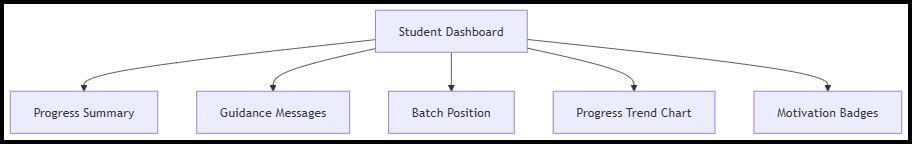 Student Dashboard
Progress Summary
Guidance Messages
Batch Position
Progress Trend Chart
Motivation Badges